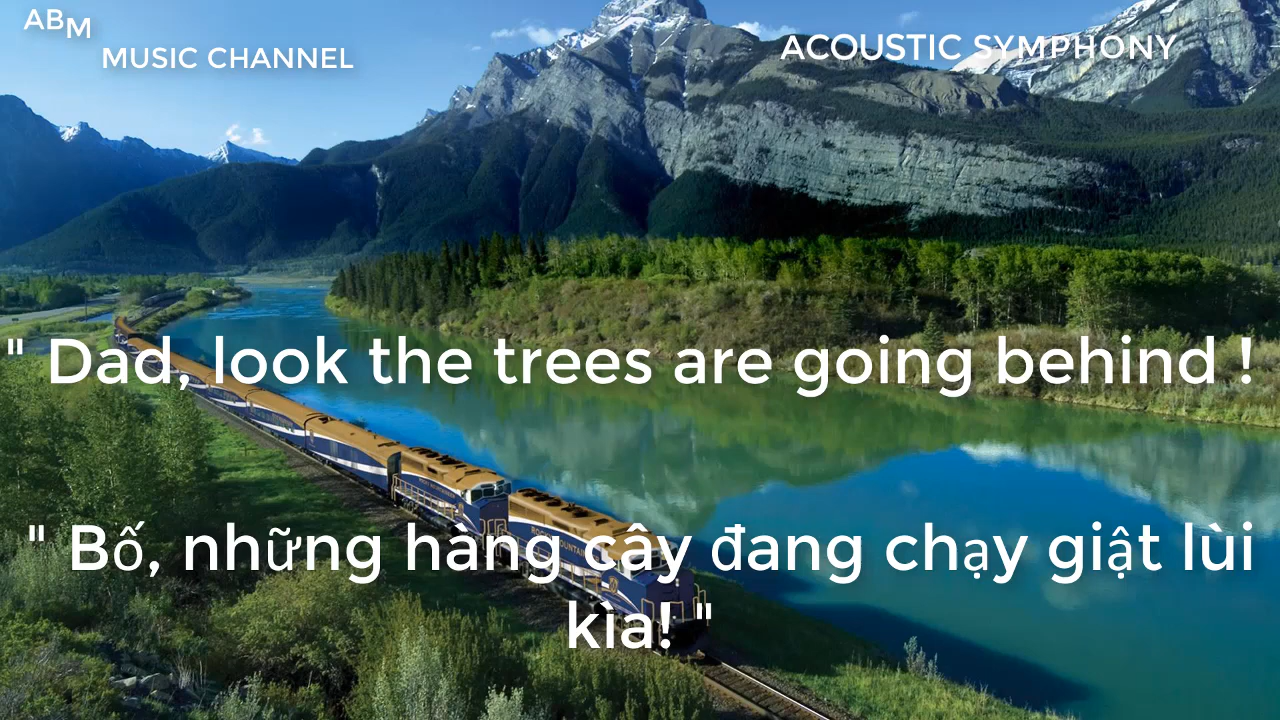 ABM
MUSIC CHANNEL
ACOUSTIC SYMPHONY
" Dad, look the trees are going behind !
" Bố, những hàng cây đang chạy giật lùi
kìa! "